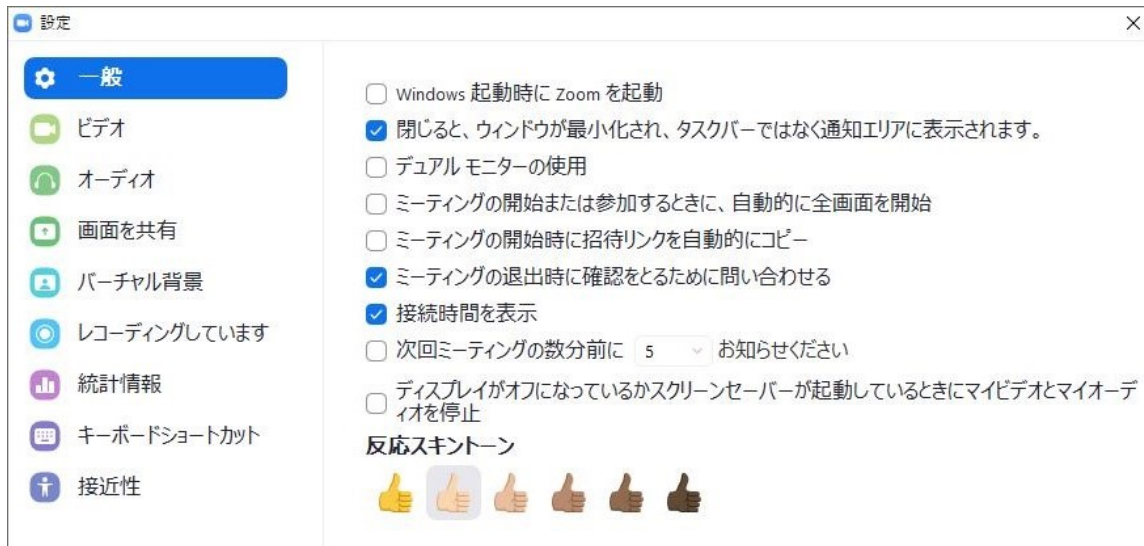 設定
一般
ビデオ
オーディオ
画面を共有
バーチャル背景
レコーディングしています
統計情報
キーボードショートカット
接近性
Windows 起動時に Zoom を起動
閉じると、ウィンドウが最小化され、タスクバーではなく通知エリアに表示されます。
デュアル モニターの使用
ミーティングの開始または参加するときに、自動的に全画面を開始
ミーティングの開始時に招待リンクを自動的にコピー
ミーティングの退出時に確認をとるために問い合わせる
接続時間を表示
次回ミーティングの数分前に 5 お知らせください
ディスプレイがオフになっているかスクリーンセーバーが起動しているときにマイビデオとマイオーデ
ィオを停止
反応スキントーン